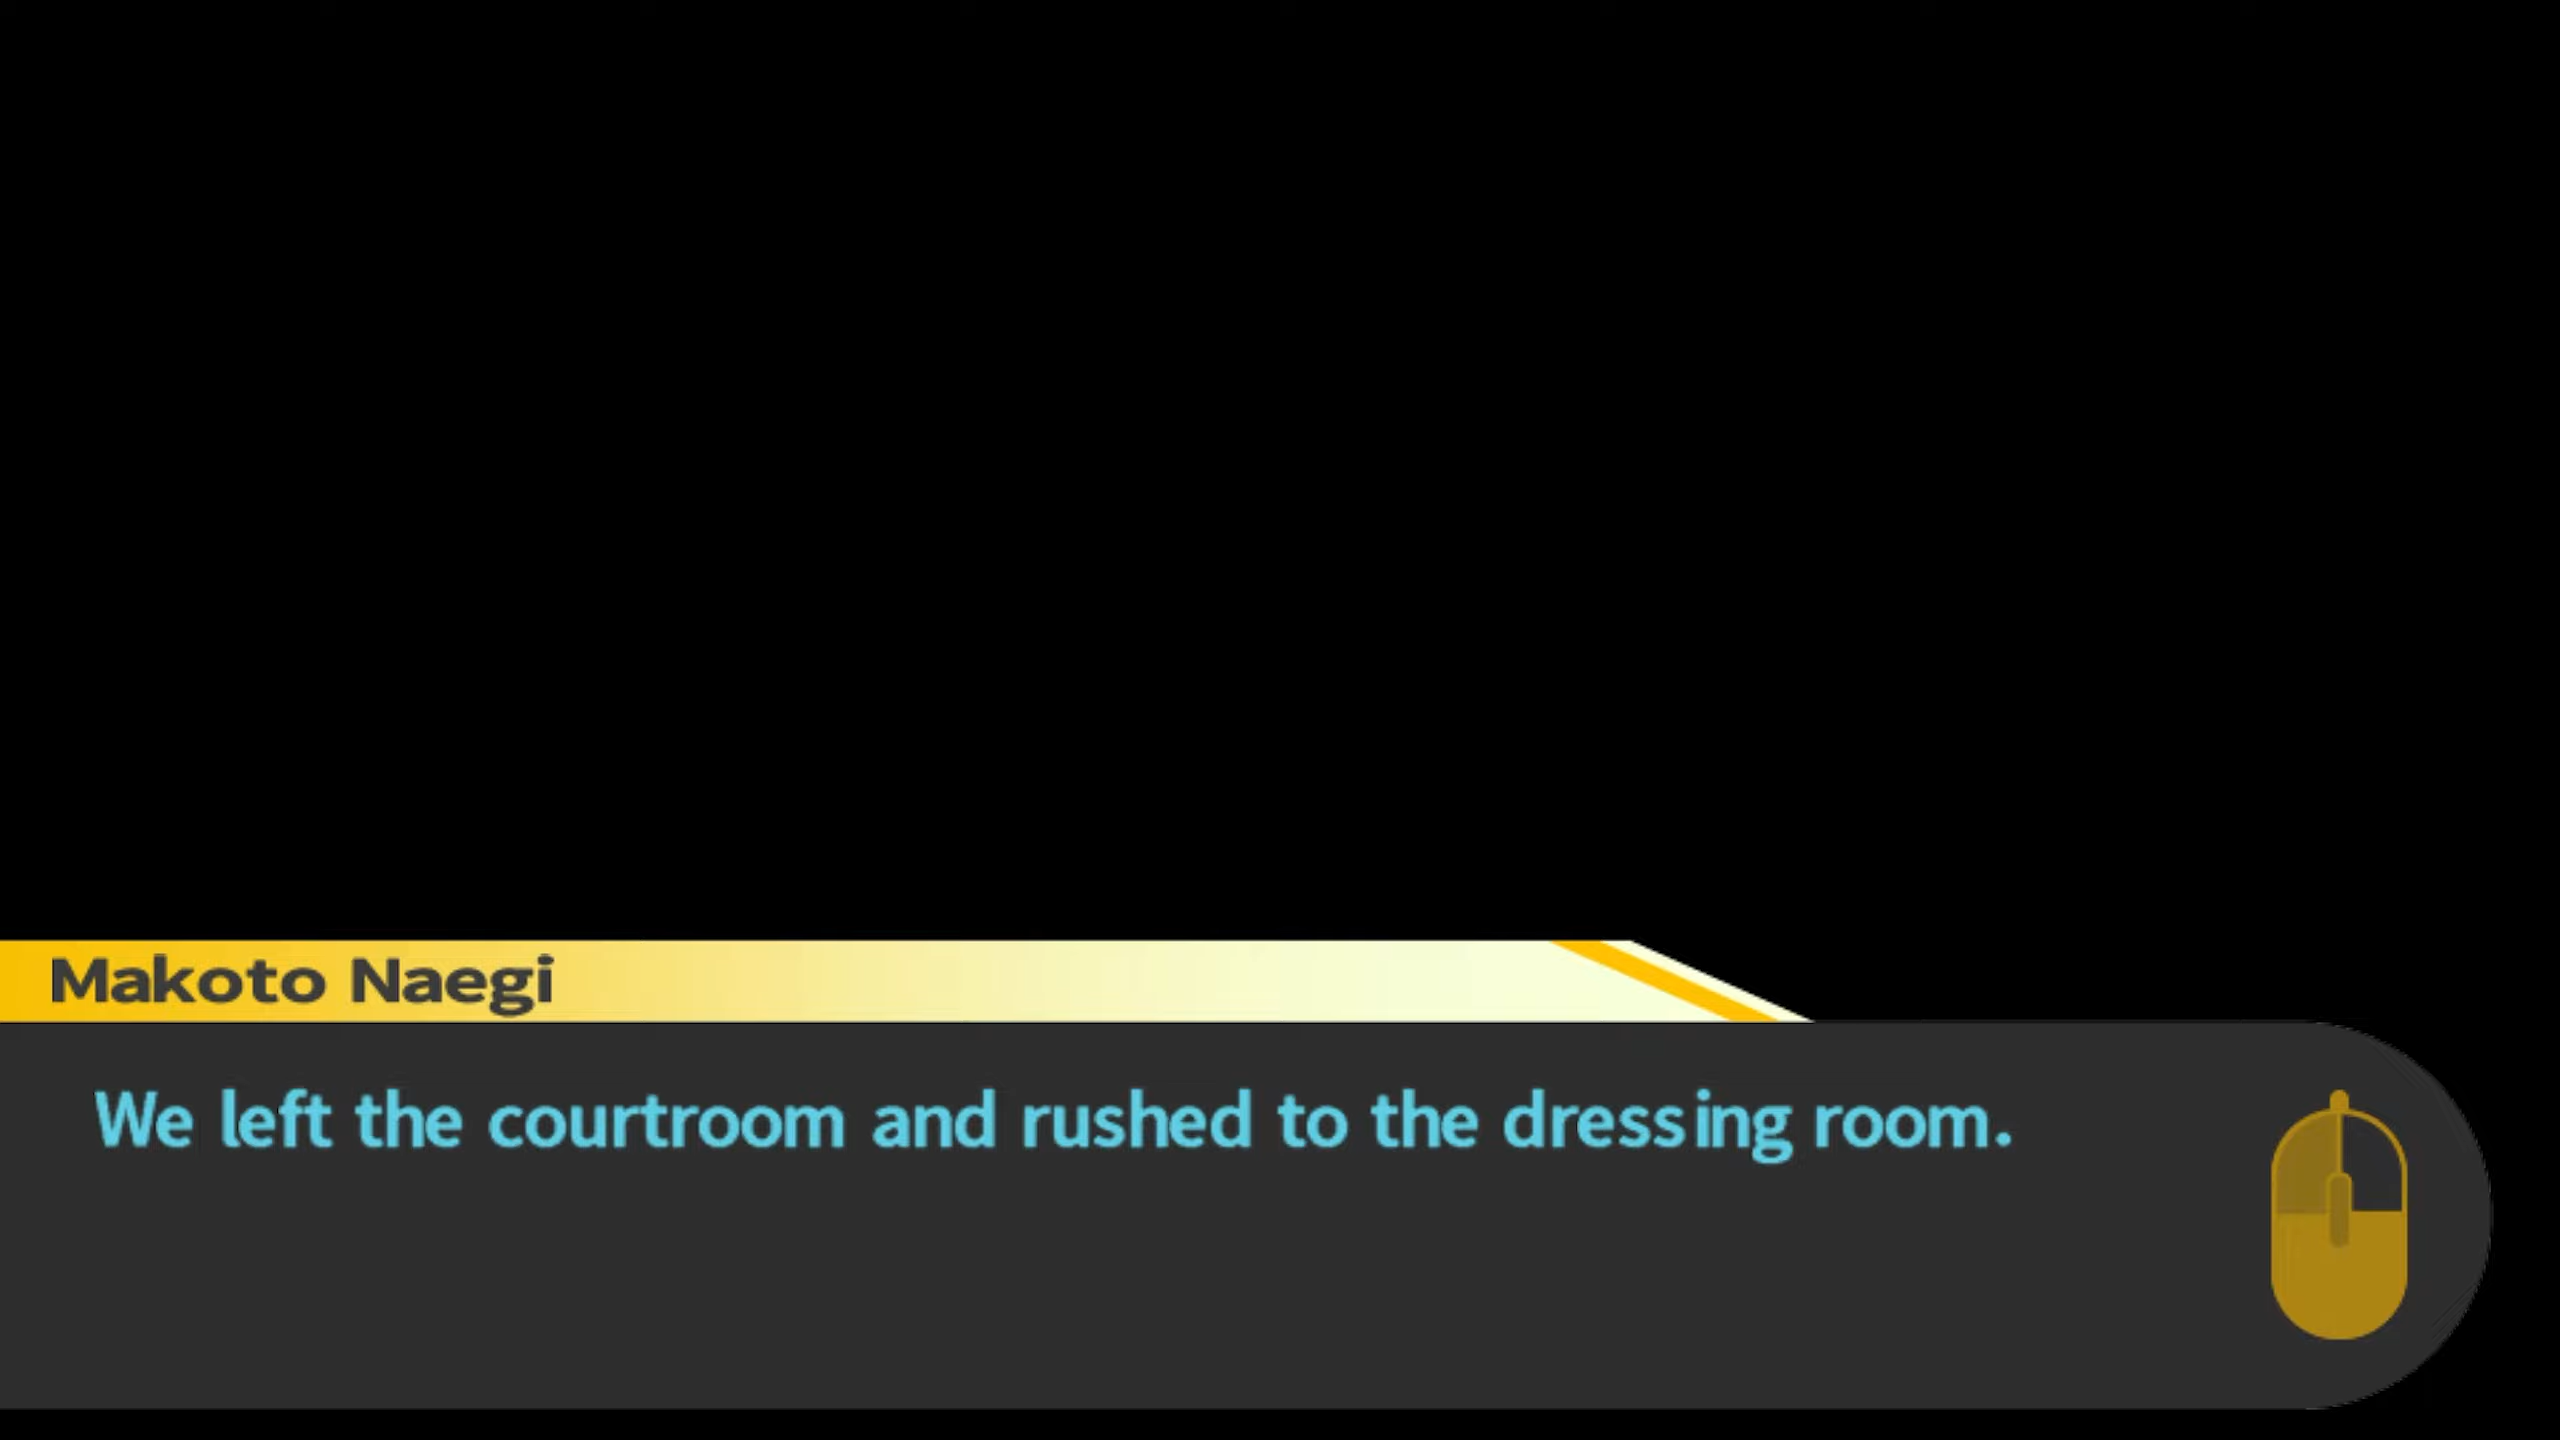 Makoto Naegi
We left the courtroom and rushed to the dressing room.